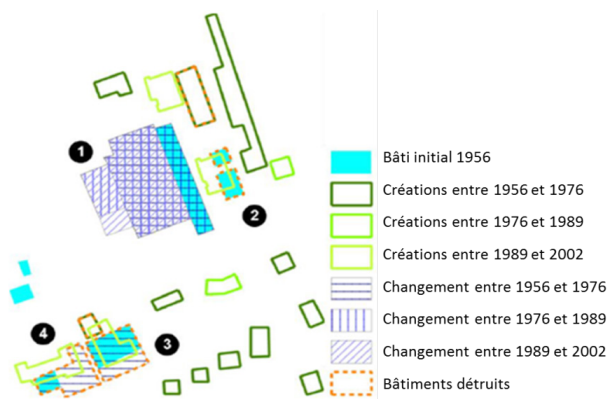 1
2
3
4
Bâti initial 1956
Créations entre 1956 et 1976
Créations entre 1976 et 1989
Créations entre 1989 et 2002
Changement entre 1956 et 1976
Changement entre 1976 et 1989
Changement entre 1989 et 2002
Bâtiments détruits